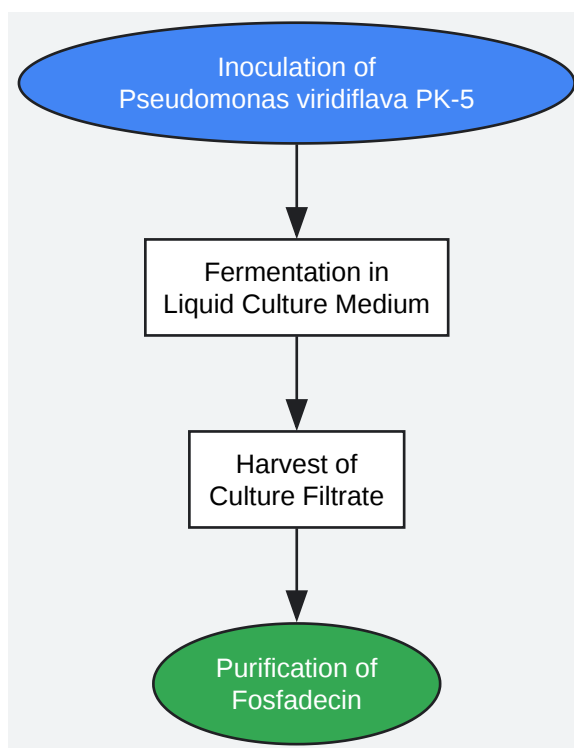 Inoculation of
Pseudomonas viridiflava PK-5
Fermentation in
Liquid Culture Medium
Harvest of
Culture Filtrate
Purification of
Fosfadecin